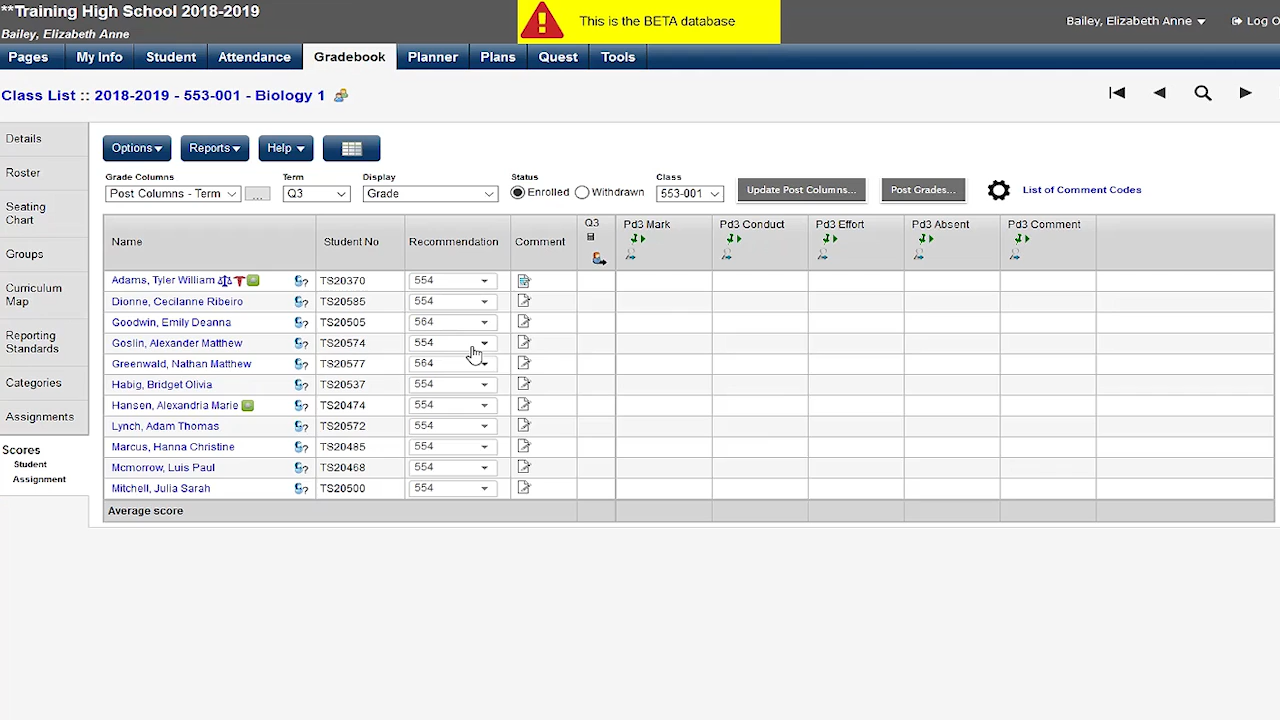 **Training High School 2018-2019
Bailey, Elizabeth Anne
This is the BETA database
Bailey, Elizabeth Anne
Log O
Pages My Info Student Attendance Gradebook Planner Plans Quest Tools
Class List :: 2018-2019 - 553-001 - Biology 1
Details
Roster
Seating
Chart
Groups
Curriculum
Map
Reporting
Standards
Categories
Assignments
Scores
Student
Assignment
Options Reports Help
Grade Columns Term Display Status Class
Post Columns - Term ... Q3 Grade Enrolled Withdrawn 553-001 Update Post Columns... Post Grades... List of Comment Codes
Name Student No Recommendation Comment Q3 Pd3 Mark Pd3 Conduct Pd3 Effort Pd3 Absent Pd3 Comment
Adams, Tyler William TS20370 554
Dionne, Cecilanne Ribeiro TS20585 554
Goodwin, Emily Deanna TS20505 564
Goslin, Alexander Matthew TS20574 554
Greenwald, Nathan Matthew TS20577 564
Habig, Bridget Olivia TS20537 554
Hansen, Alexandria Marie TS20474 554
Lynch, Adam Thomas TS20572 554
Marcus, Hanna Christine TS20485 554
Mcmorrow, Luis Paul TS20468 554
Mitchell, Julia Sarah TS20500 554
Average score